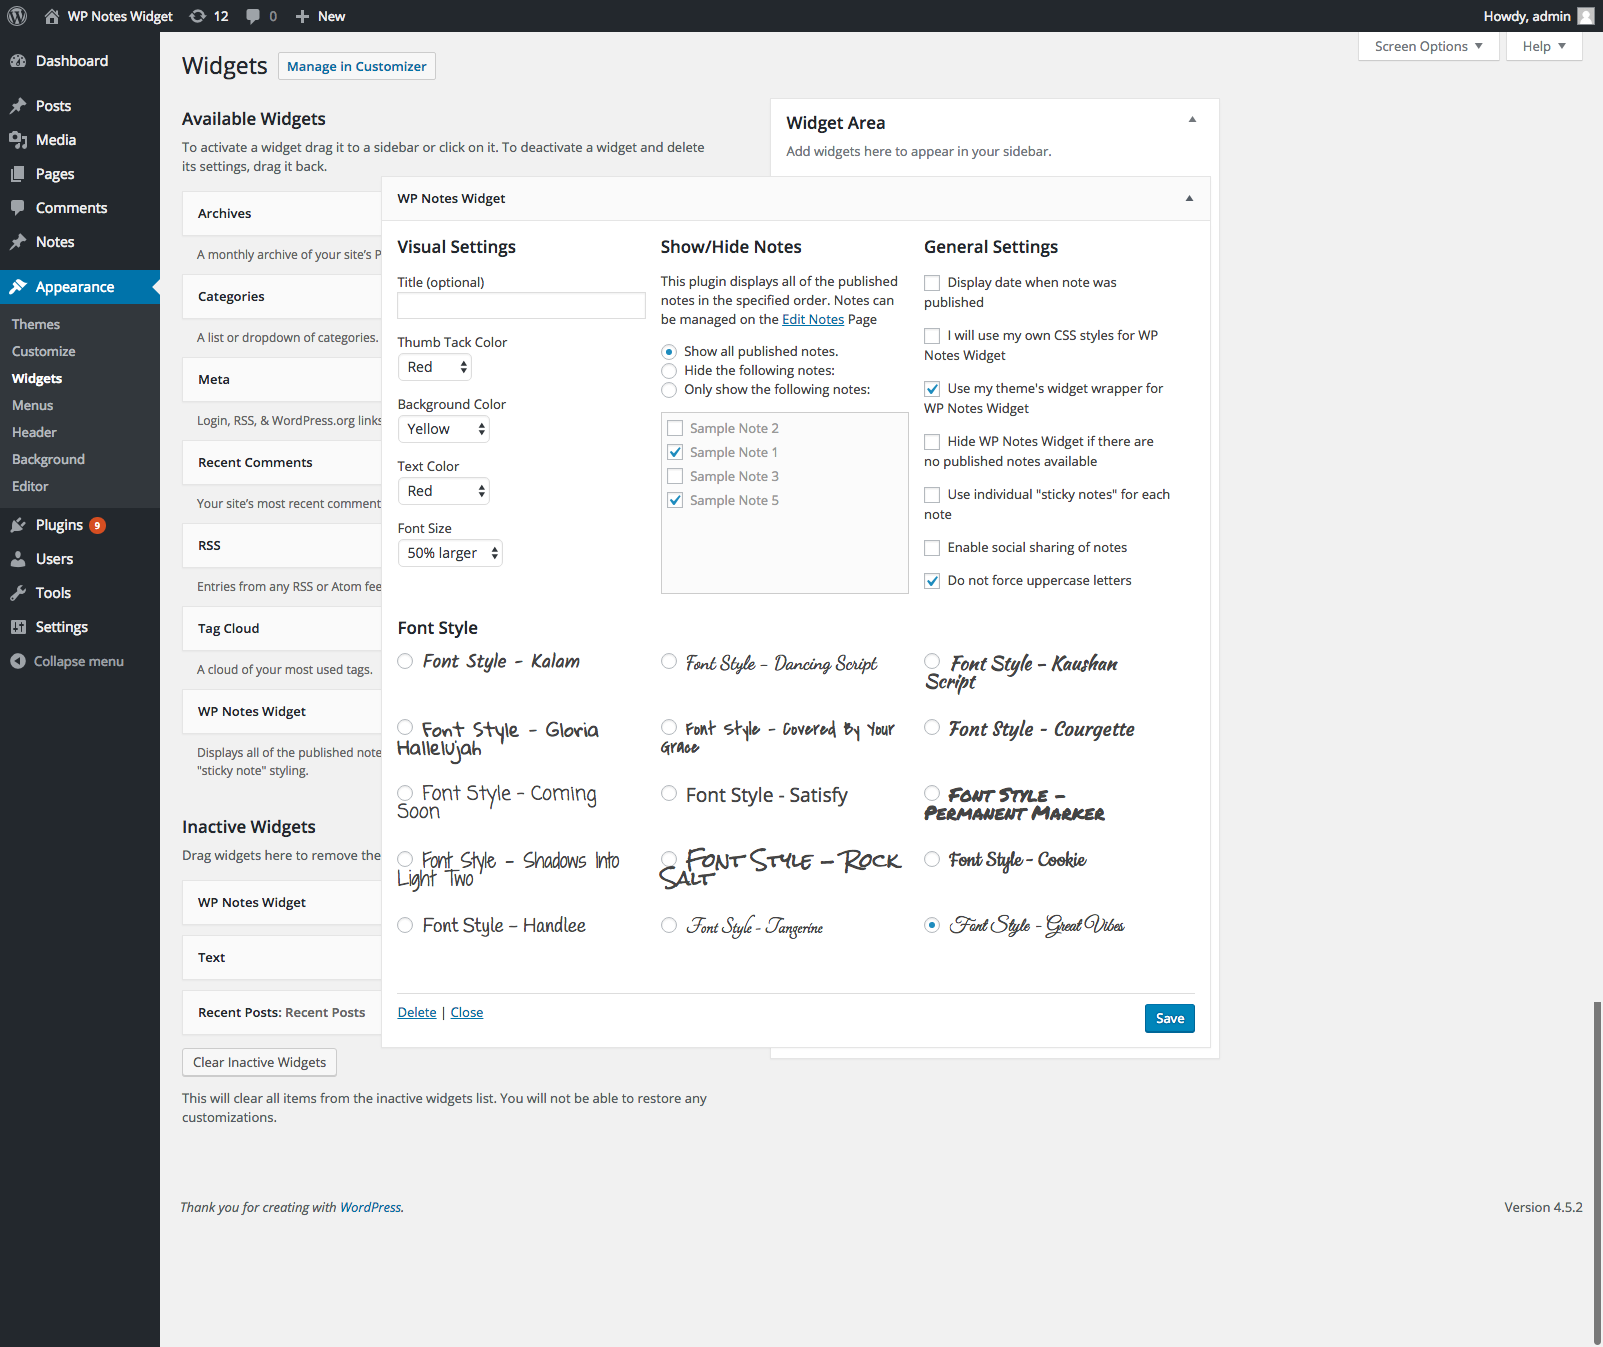 WP Notes Widget 12 0 New Howdy, admin
Dashboard
Posts
Media
Pages
Comments
Notes
Appearance
Themes
Customize
Widgets
Menus
Header
Background
Editor
Plugins 9
Users
Tools
Settings
Collapse menu
Screen Options Help
Widgets Manage in Customizer
Available Widgets
To activate a widget drag it to a sidebar or click on it. To deactivate a widget and delete
its settings, drag it back.
Archives
A monthly archive of your site's P
Categories
A list or dropdown of categories.
Meta
Login, RSS, & WordPress.org links
Recent Comments
Your site's most recent comment
RSS
Entries from any RSS or Atom fee
Tag Cloud
A cloud of your most used tags.
WP Notes Widget
Displays all of the published note
"sticky note" styling.
Inactive Widgets
Drag widgets here to remove the
WP Notes Widget
Text
Recent Posts: Recent Posts
Clear Inactive Widgets
This will clear all items from the inactive widgets list. You will not be able to restore any
customizations.
Widget Area
Add widgets here to appear in your sidebar.
WP Notes Widget
Visual Settings
Title (optional)
Thumb Tack Color
Red
Background Color
Yellow
Text Color
Red
Font Size
50% larger
Show/Hide Notes
This plugin displays all of the published
notes in the specified order. Notes can
be managed on the Edit Notes Page
Show all published notes.
Hide the following notes:
Only show the following notes:
Sample Note 2
Sample Note 1
Sample Note 3
Sample Note 5
General Settings
Display date when note was
published
I will use my own CSS styles for WP
Notes Widget
Use my theme's widget wrapper for
WP Notes Widget
Hide WP Notes Widget if there are
no published notes available
Use individual "sticky notes" for each
note
Enable social sharing of notes
Do not force uppercase letters
Font Style
Font Style - Kalam
Font Style - Dancing Script
Font Style - Kaushan
Script
Font Style - Gloria
Hallelujah
Font Style - Covered By Your
Grace
Font Style - Courgette
Font Style - Coming
Soon
Font Style - Satisfy
Font Style -
Permanent Marker
Font Style - Shadows Into
Light Two
Font Style - Rock
Salt
Font Style - Cookie
Font Style - Handlee
Font Style - Tangerine
Font Style - Great Vibes
Delete | Close
Save
Thank you for creating with WordPress.
Version 4.5.2